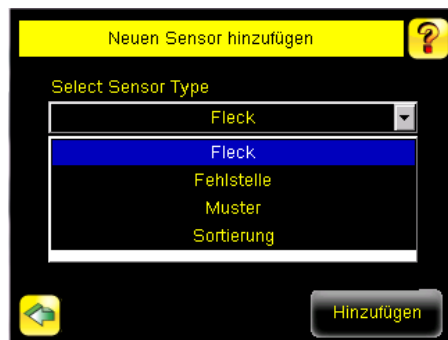 Neuen Sensor hinzufügen
?
Select Sensor Type
Fleck
Fleck
Fehlstelle
Muster
Sortierung
Hinzufügen